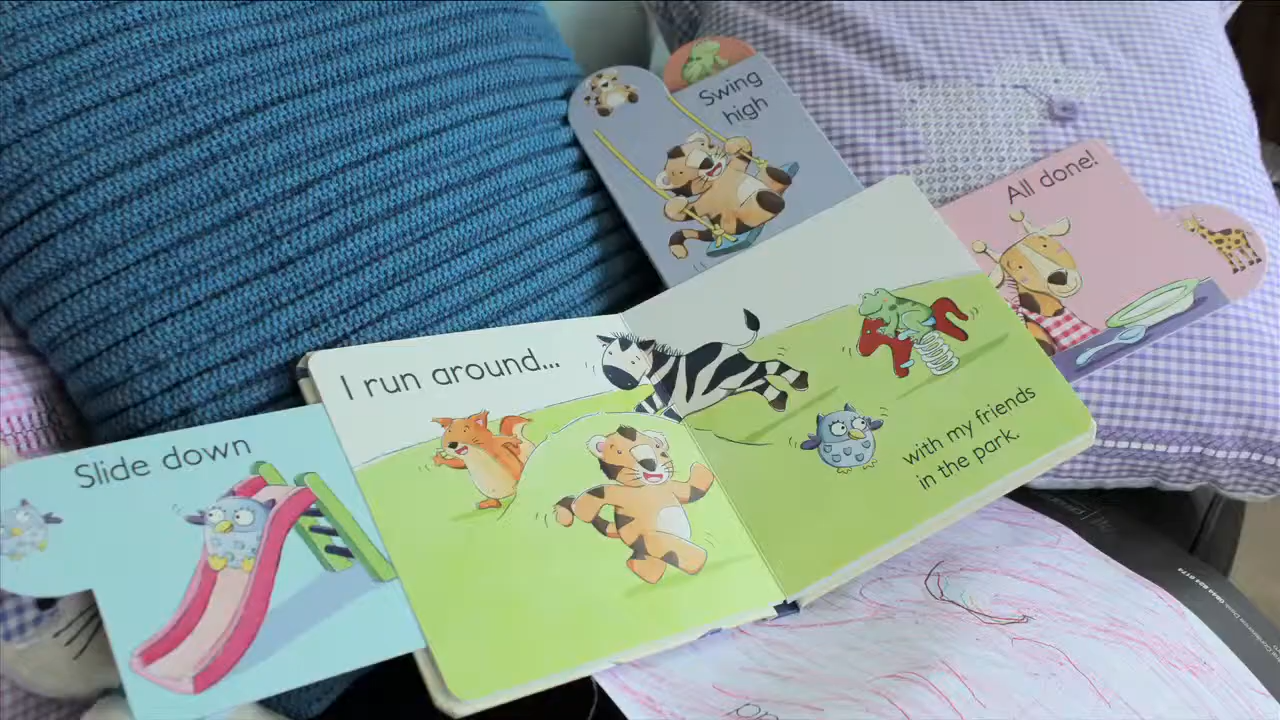 Swing
high
All done!
I run around...
Slide down
with my friends
in the park.